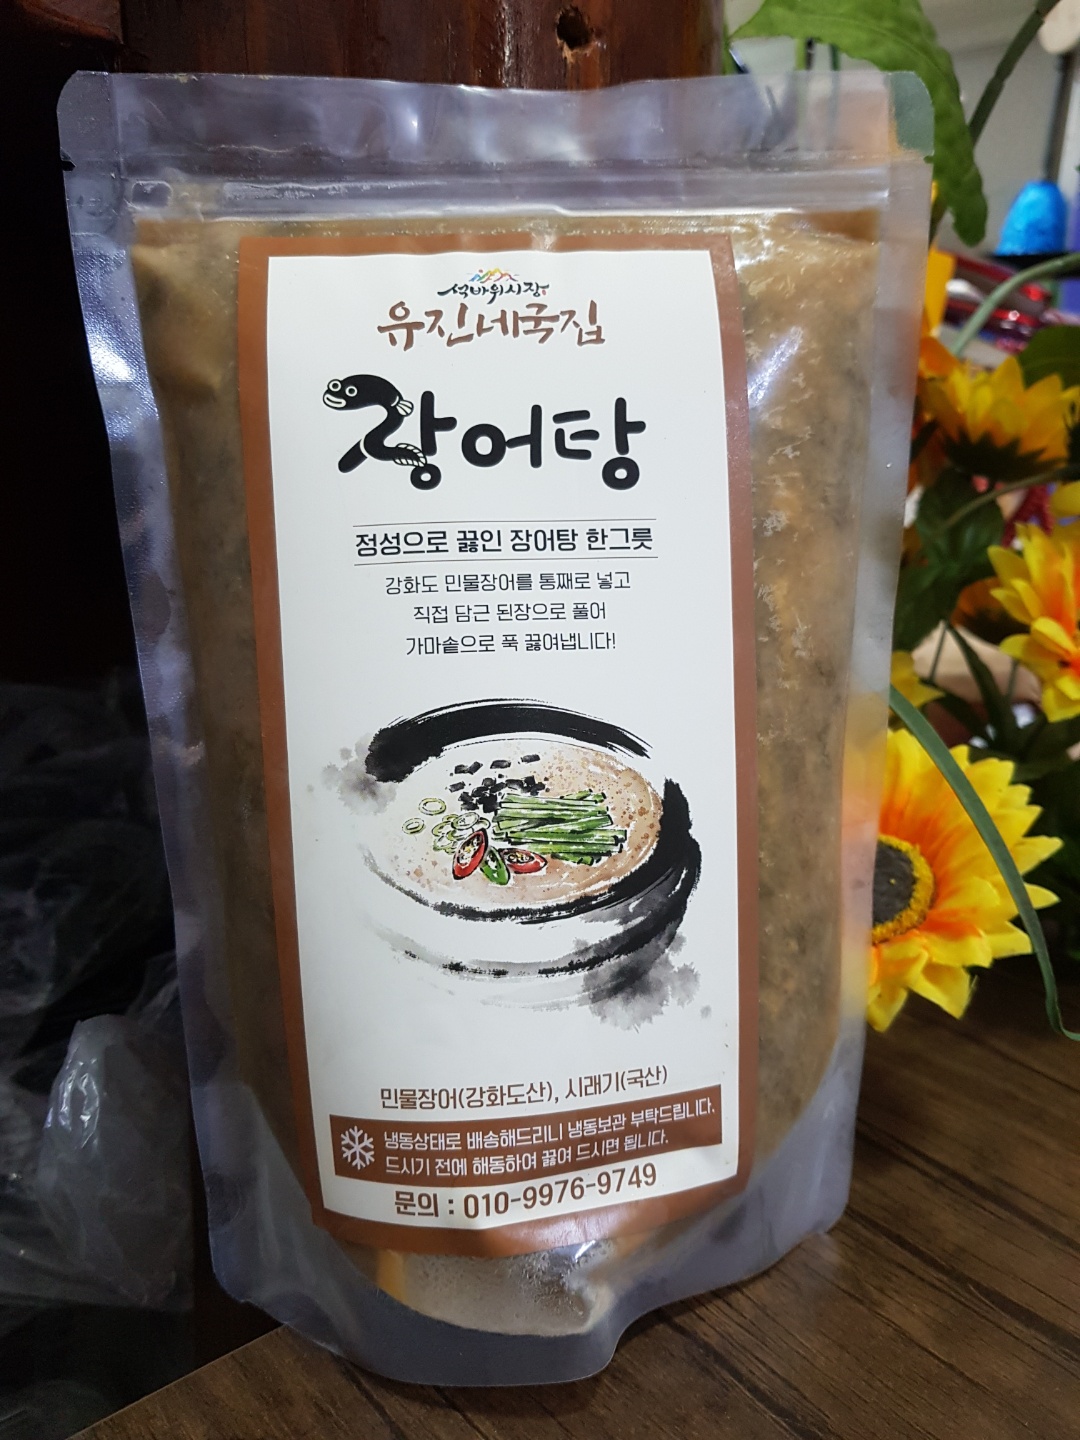 석바위시장
유진네국집
장어탕
정성으로 끓인 장어탕 한그릇
강화도 민물장어를 통째로 넣고
직접 담근 된장으로 풀어
가마솥으로 푹 끓여냅니다!
민물장어(강화도산), 시래기(국산)
냉동상태로 배송해드리니 냉동보관 부탁드립니다.
드시기 전에 해동하여 끓여 드시면 됩니다.
문의 : 010-9976-9749